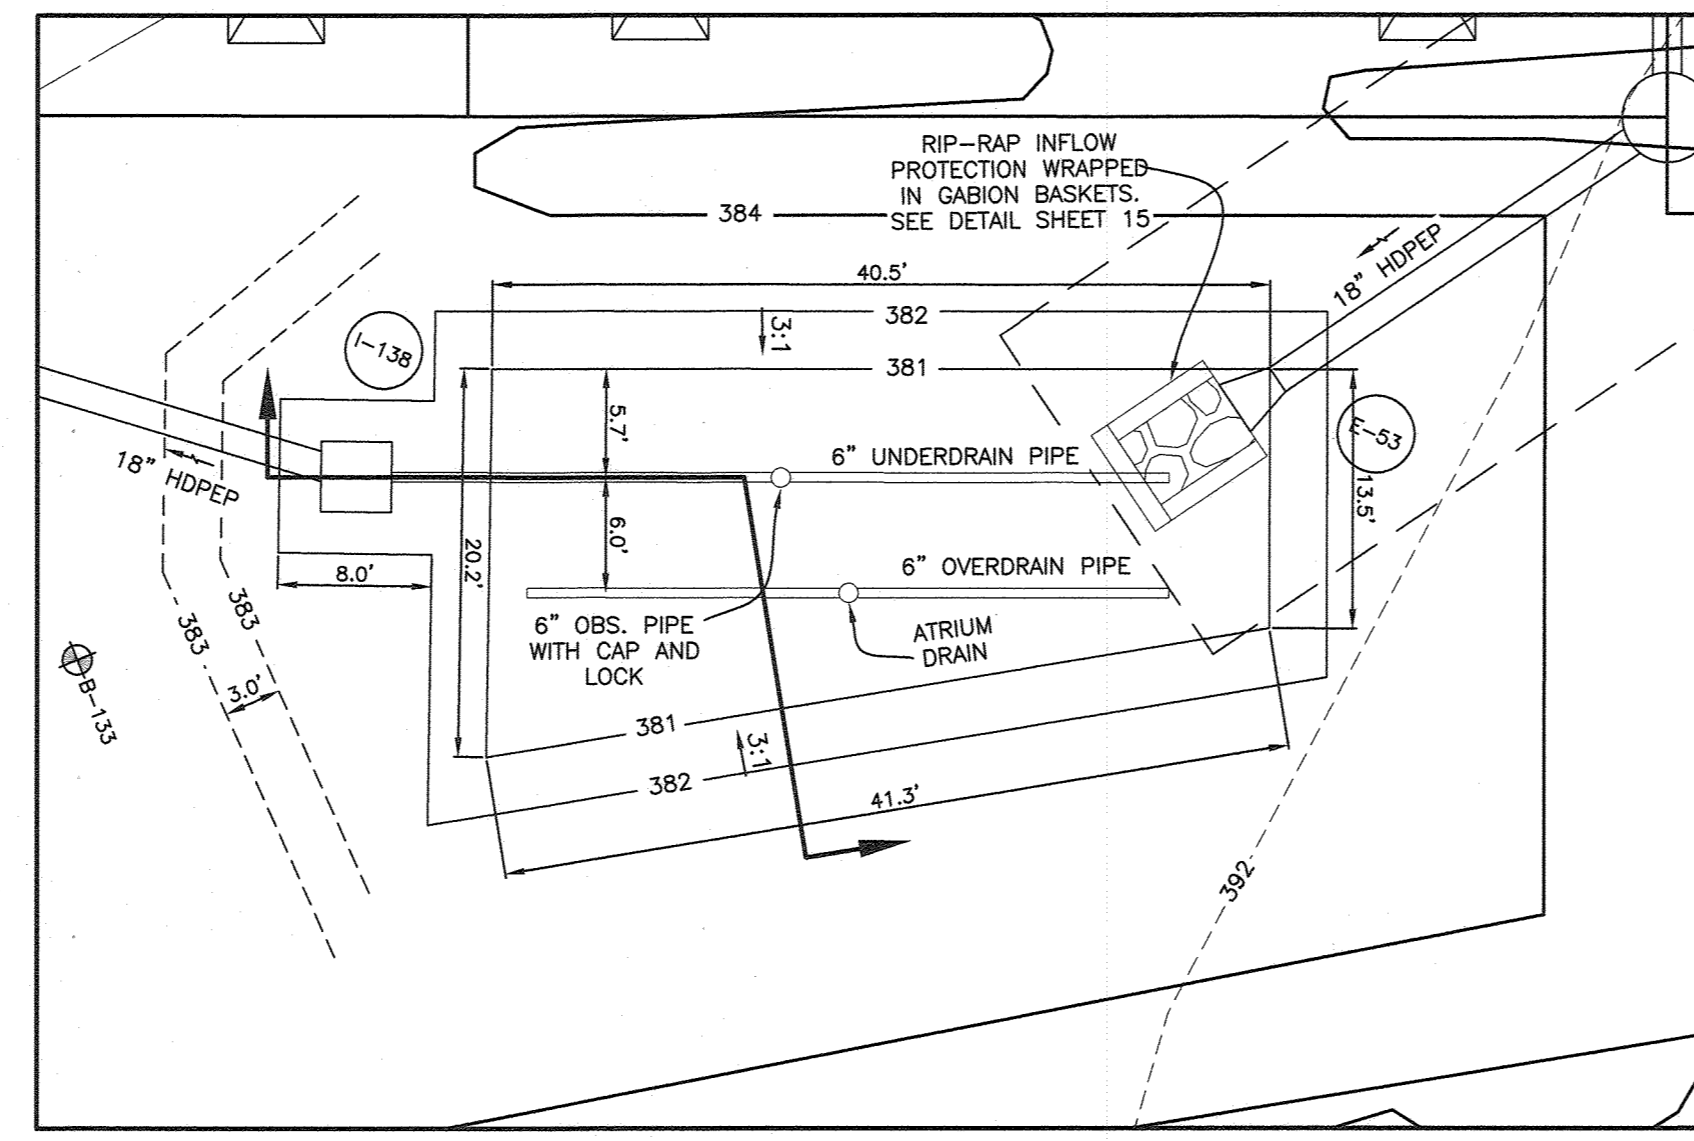 RIP-RAP INFLOW
PROTECTION WRAPPED
IN GABION BASKETS.
SEE DETAIL SHEET 15
384
18" HDPEP
40.5'
382
3:1
381
I-138
5.7'
E-53
6" UNDERDRAIN PIPE
18" HDPEP
13.5'
6.0'
20.2'
8.0'
6" OVERDRAIN PIPE
383
383
6" OBS. PIPE
WITH CAP AND
LOCK
ATRIUM
DRAIN
B-133
3.0'
381
3:1
382
41.3'
392